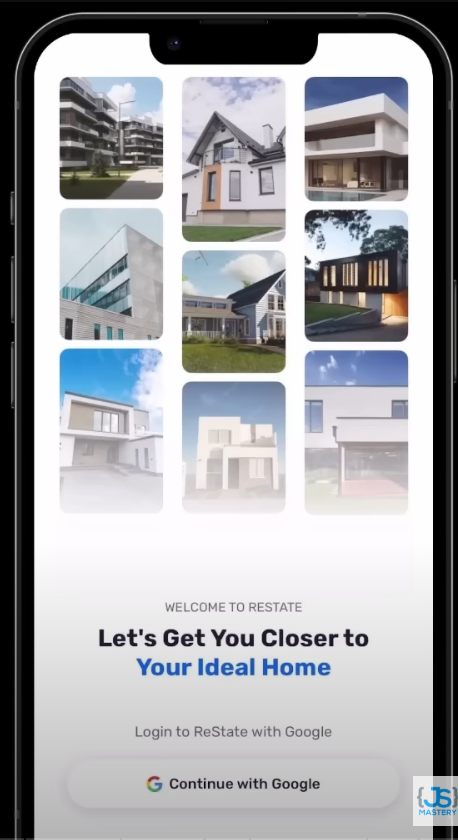 WELCOME TO RESTATE
Let's Get You Closer to
Your Ideal Home
Login to ReState with Google
Continue with Google
{JS}
MASTERY